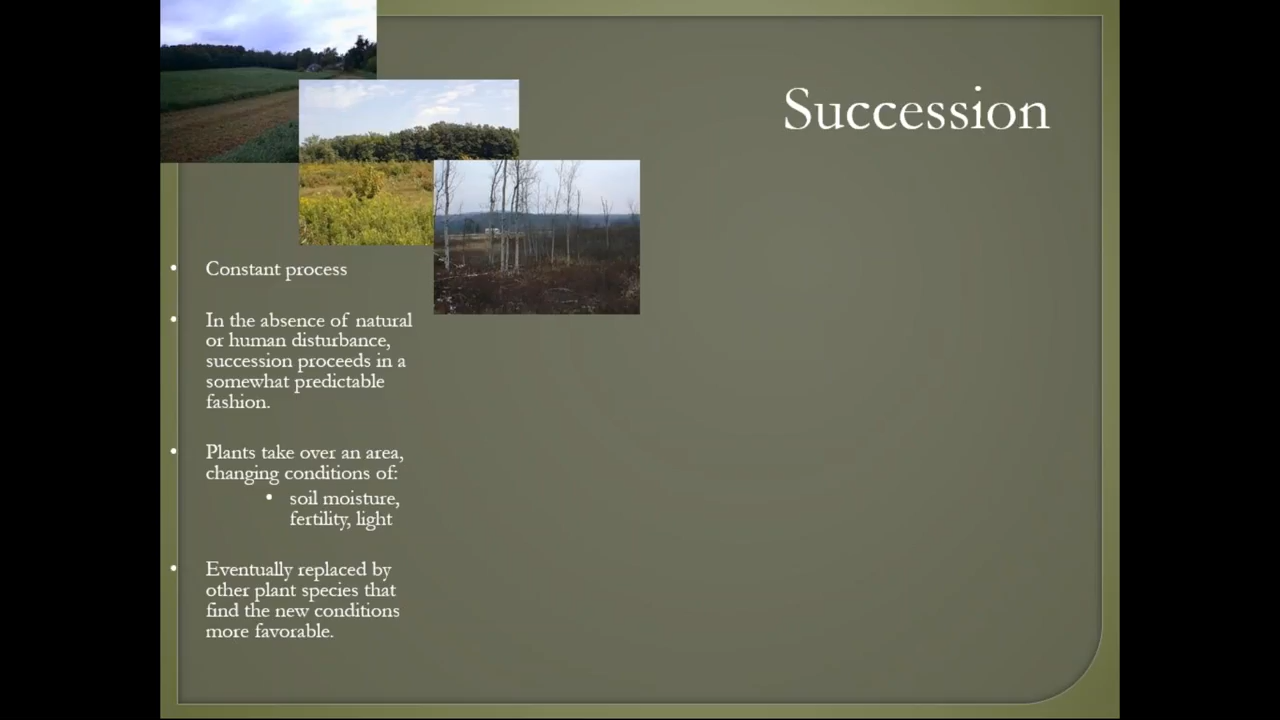 Succession
• Constant process
• In the absence of natural
or human disturbance,
succession proceeds in a
somewhat predictable
fashion.
• Plants take over an area,
changing conditions of:
• soil moisture,
fertility, light
• Eventually replaced by
other plant species that
find the new conditions
more favorable.